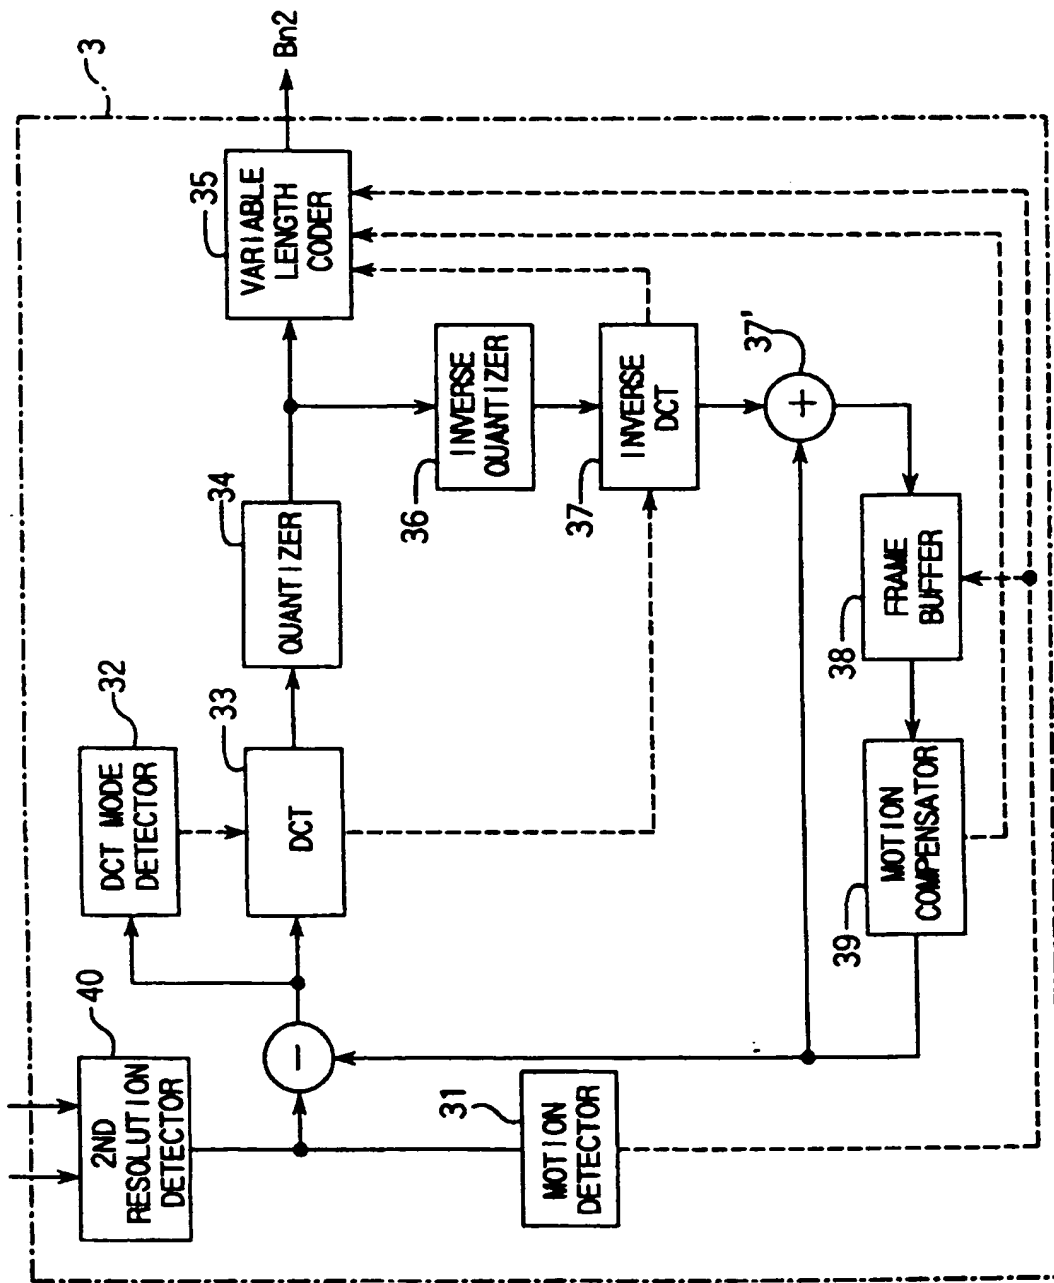 3
Bn2
35
VARIABLE
LENGTH
CODER
34
QUANTIZER
36
INVERSE
QUANTIZER
37
INVERSE
DCT
37'
+
32
DCT MODE
DETECTOR
33
DCT
38
FRAME
BUFFER
39
MOTION
COMPENSATOR
40
2ND
RESOLUTION
DETECTOR
-
31
MOTION
DETECTOR